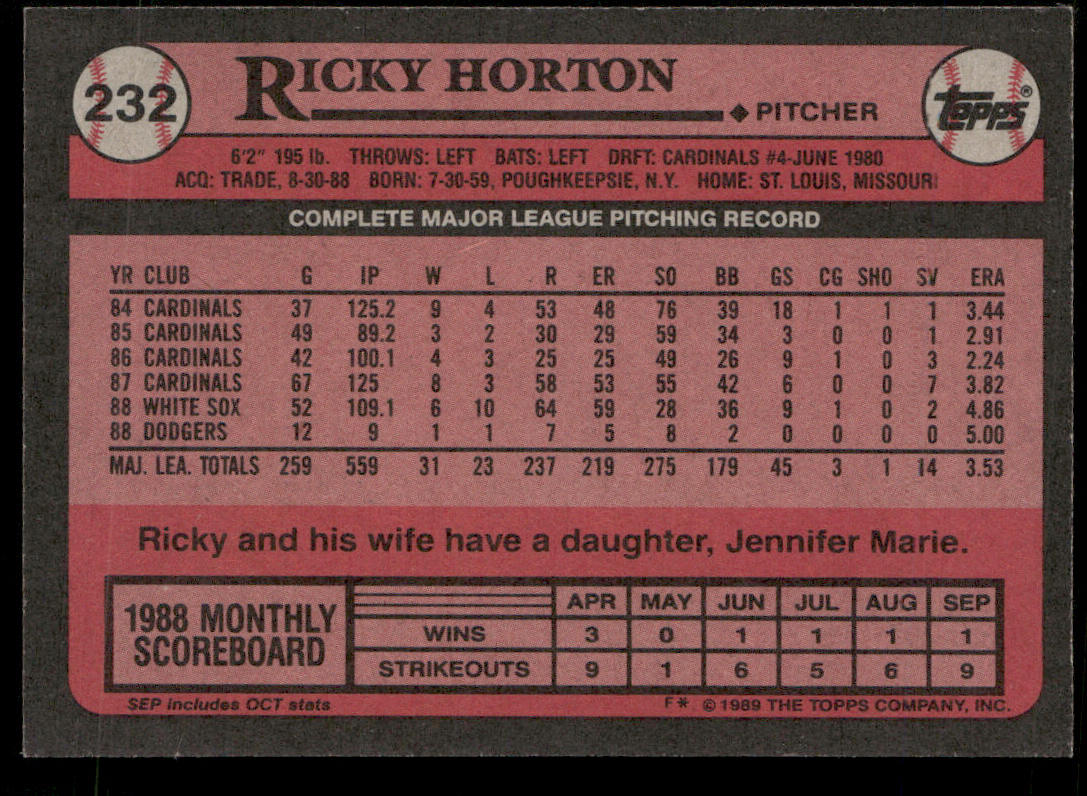 232
RICKY HORTON
◆ PITCHER
TOPPS®
6'2" 195 lb. THROWS: LEFT BATS: LEFT DRFT: CARDINALS #4-JUNE 1980
ACQ: TRADE, 8-30-88 BORN: 7-30-59, POUGHKEEPSIE, N.Y. HOME: ST. LOUIS, MISSOURI
COMPLETE MAJOR LEAGUE PITCHING RECORD
YR CLUB G IP W L R ER SO BB GS CG SHO SV ERA
84 CARDINALS 37 125.2 9 4 53 48 76 39 18 1 1 1 3.44
85 CARDINALS 49 89.2 3 2 30 29 59 34 3 0 0 1 2.91
86 CARDINALS 42 100.1 4 3 25 25 49 26 9 1 0 3 2.24
87 CARDINALS 67 125 8 3 58 53 55 42 6 0 0 7 3.82
88 WHITE SOX 52 109.1 6 10 64 59 28 36 9 1 0 2 4.86
88 DODGERS 12 9 1 1 7 5 8 2 0 0 0 0 5.00
MAJ. LEA. TOTALS 259 559 31 23 237 219 275 179 45 3 1 14 3.53
Ricky and his wife have a daughter, Jennifer Marie.
1988 MONTHLY
SCOREBOARD
APR MAY JUN JUL AUG SEP
WINS 3 0 1 1 1 1
STRIKEOUTS 9 1 6 5 6 9
SEP includes OCT stats
F* © 1989 THE TOPPS COMPANY, INC.